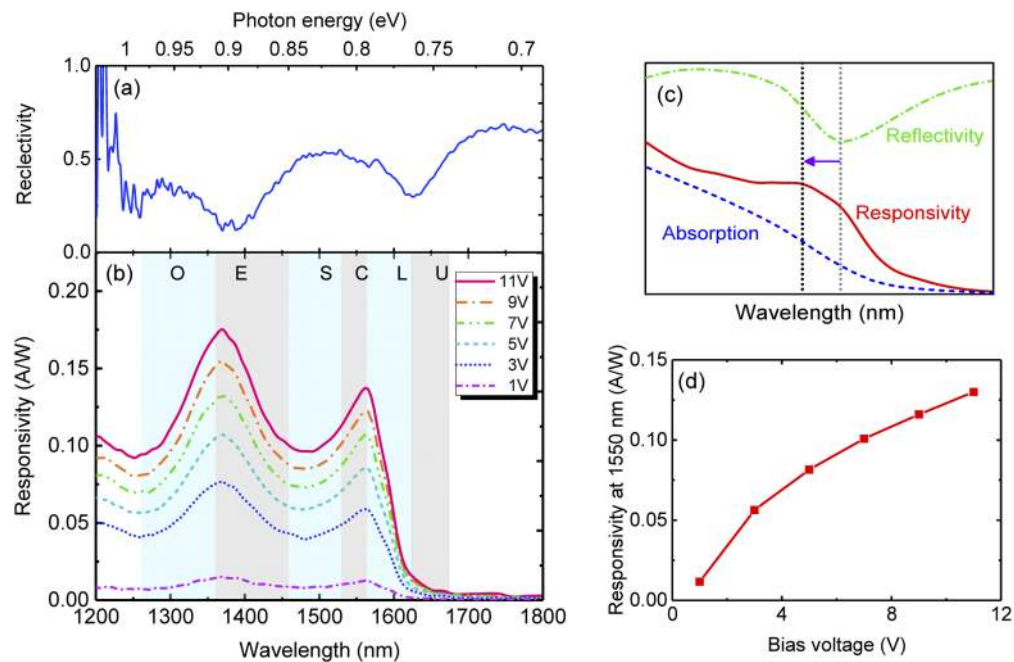 Photon energy (eV)
1 0.95 0.9 0.85 0.8 0.75 0.7
(a)
Reclectivity
1.0
0.5
0.0
(b)
O E S C L U
11V
9V
7V
5V
3V
1V
Responsivity (A/W)
0.20
0.15
0.10
0.05
0.00
1200 1300 1400 1500 1600 1700 1800
Wavelength (nm)
(c)
Reflectivity
Responsivity
Absorption
Wavelength (nm)
(d)
Responsivity at 1550 nm (A/W)
0.15
0.10
0.05
0.00
0 4 8 12
Bias voltage (V)